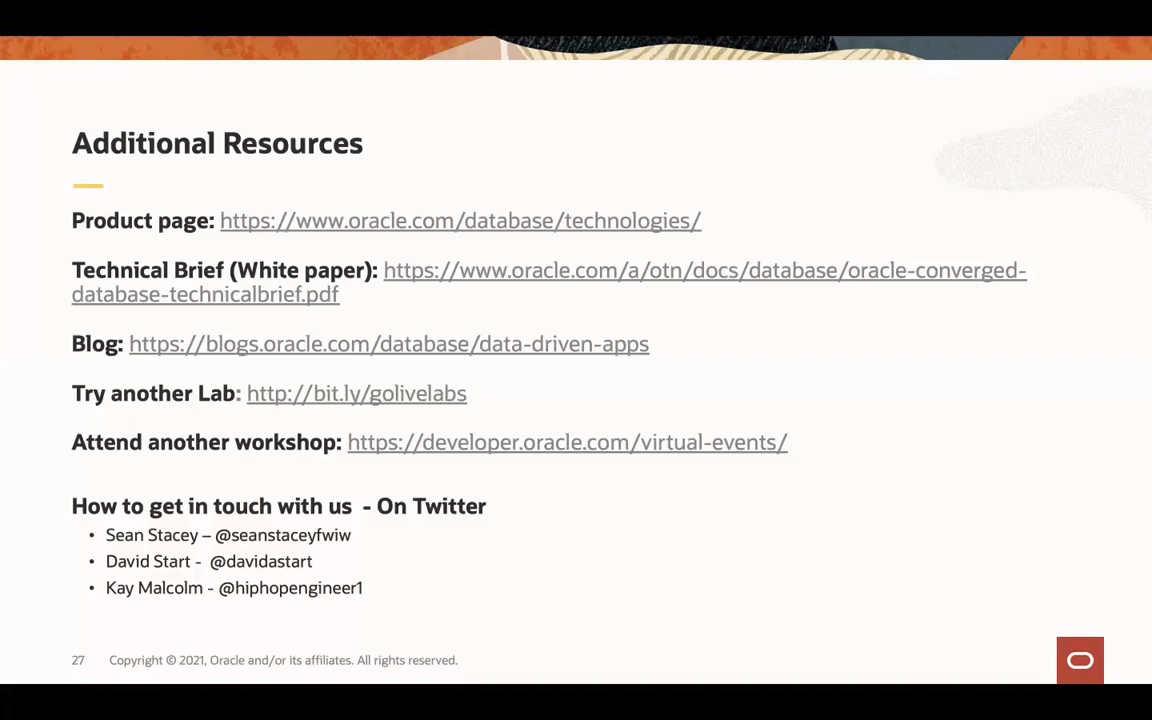 Additional Resources
Product page: https://www.oracle.com/database/technologies/
Technical Brief (White paper): https://www.oracle.com/a/otn/docs/database/oracle-converged-
database-technicalbrief.pdf
Blog: https://blogs.oracle.com/database/data-driven-apps
Try another Lab: http://bit.ly/golivelabs
Attend another workshop: https://developer.oracle.com/virtual-events/
How to get in touch with us  - On Twitter
• Sean Stacey – @seanstaceyfwiw
• David Start -  @davidastart
• Kay Malcolm - @hiphopengineer1
27 Copyright © 2021, Oracle and/or its affiliates. All rights reserved.